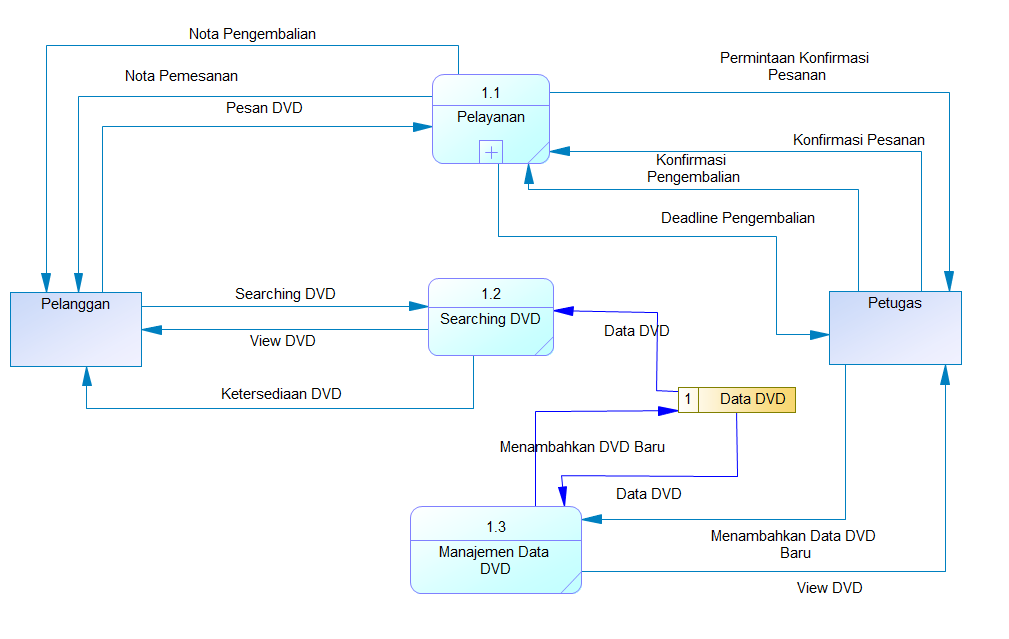 Nota Pengembalian
Permintaan Konfirmasi
Pesanan
Nota Pemesanan
1.1
Pesan DVD
Pelayanan
Konfirmasi Pesanan
Konfirmasi
Pengembalian
Deadline Pengembalian
Pelanggan
Searching DVD
1.2
Petugas
Searching DVD
Data DVD
View DVD
Ketersediaan DVD
1
Data DVD
Menambahkan DVD Baru
Data DVD
1.3
Manajemen Data
DVD
Menambahkan Data DVD
Baru
View DVD